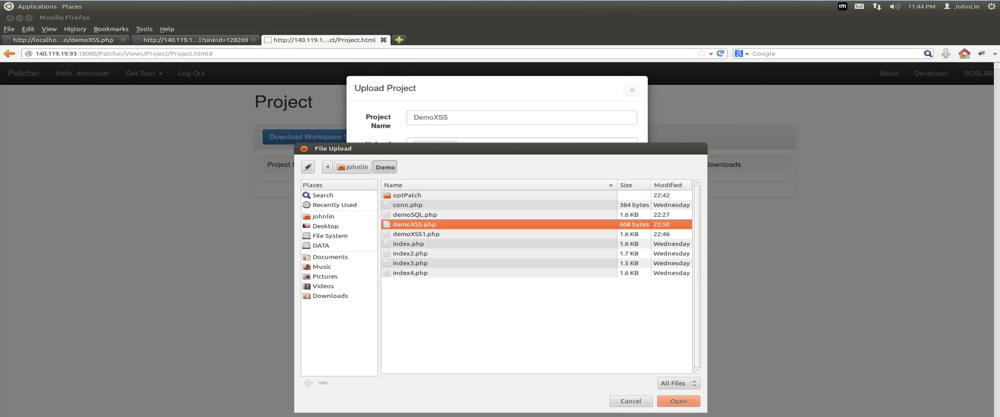 Applications Places 11:44 PM JohnLin
Mozilla Firefox
File Edit View History Bookmarks Tools Help
http://localho...o/demoXSS.php http://140.119.1...l?sinkId=128269 http://140.119.1...ct/Project.html
140.119.19.93:18080/Patcher/Views/Project/Project.html# Google
Patcher Hello, demouser Get Start Log Out About Developer SOSLAB
Upload Project
Project
Project Name DemoXSS
Download Workspace S
File Upload
johnlin Demo
Project Downloads
Places Name Size Modified
Search optPatch 22:42
Recently Used conn.php 384 bytes Wednesday
johnlin demoSQL.php 1.6 KB 22:27
Desktop demoXSS.php 608 bytes 22:50
File System demoXSS1.php 1.6 KB 22:46
DATA index.php 1.6 KB Wednesday
Documents index2.php 1.7 KB Wednesday
Music index3.php 1.5 KB Wednesday
Pictures index4.php 1.6 KB Wednesday
Videos
Downloads
All Files
Cancel Open